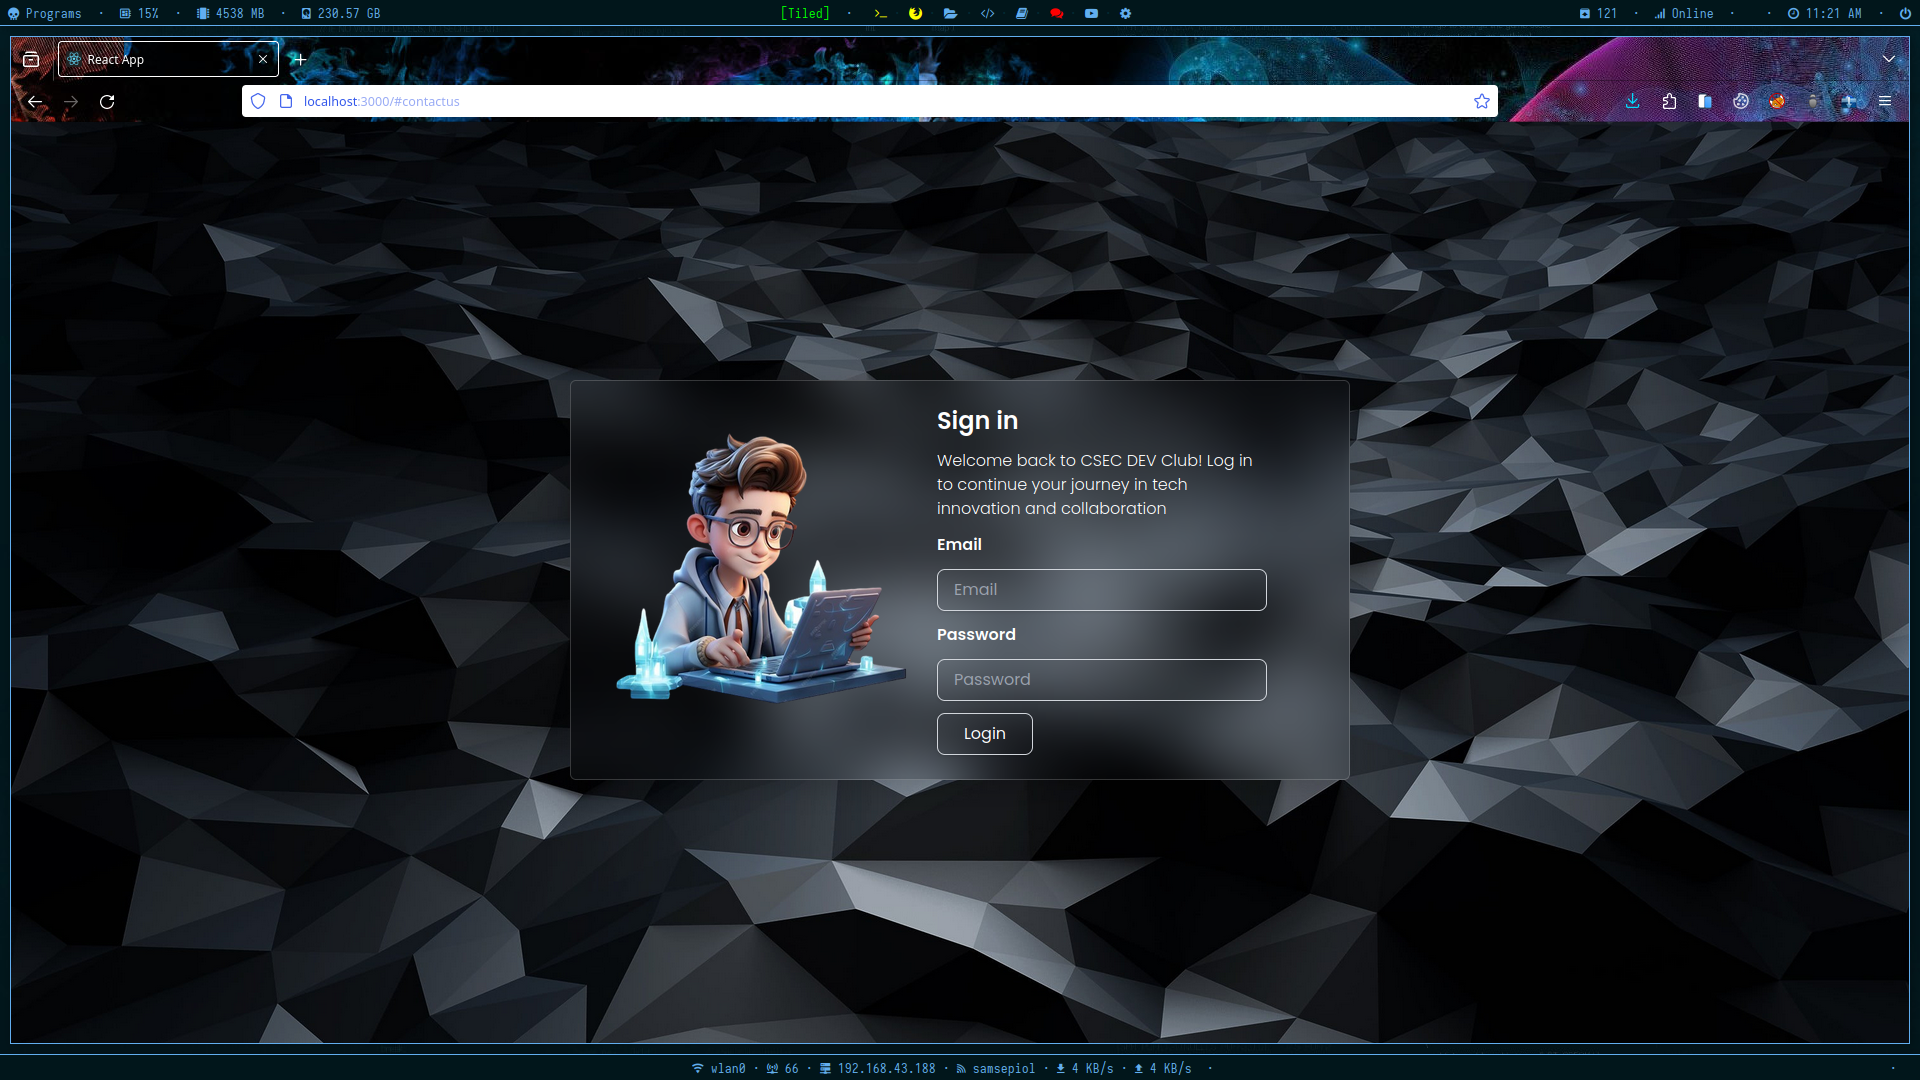 Programs · 15% · 4538 MB · 230.57 GB
[Tiled] ·
121 · Online · · 11:21 AM ·
React App
localhost:3000/#contactus
Sign in
Welcome back to CSEC DEV Club! Log in
to continue your journey in tech
innovation and collaboration
Email
Email
Password
Password
Login
wlan0 · 66 · 192.168.43.188 · samsepiol · 4 KB/s · 4 KB/s ·